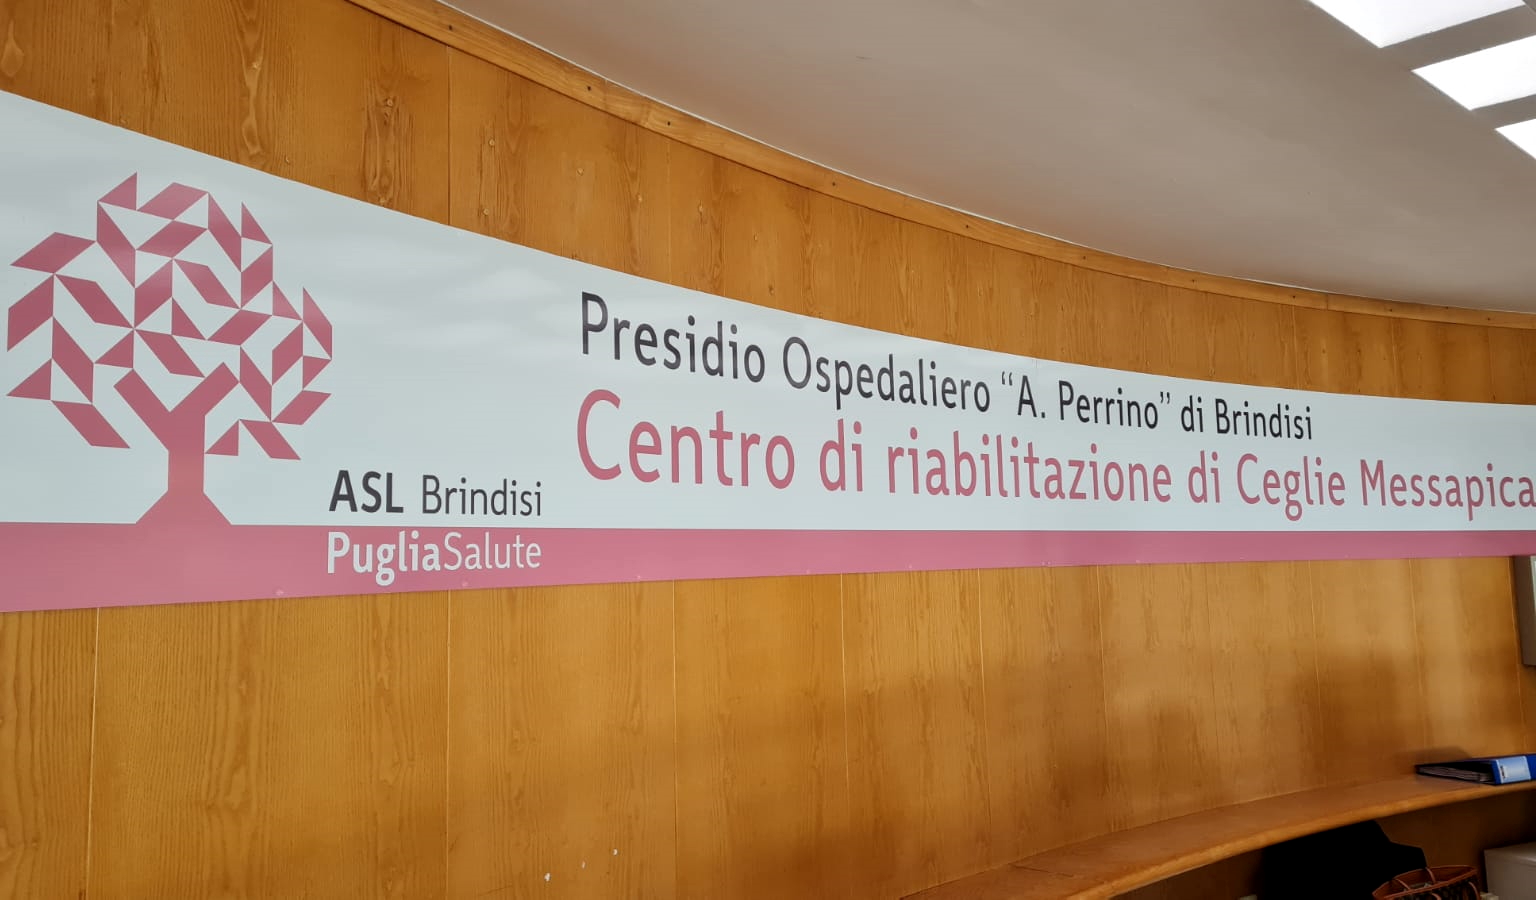 Presidio Ospedaliero “A. Perrino” di Brindisi
Centro di riabilitazione di Ceglie Messapica
ASL Brindisi
PugliaSalute